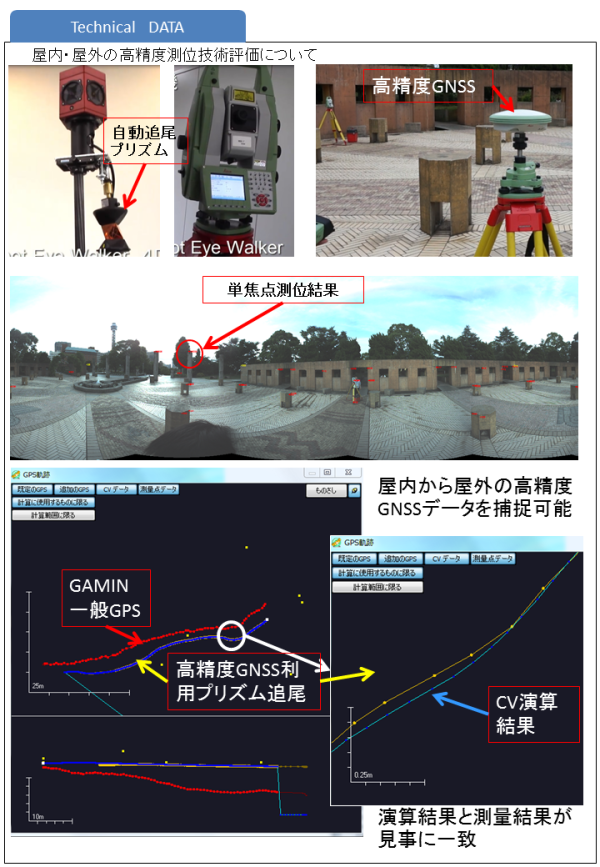 Technical DATA
屋内・屋外の高精度測位技術評価について
自動追尾
プリズム
ot Eye Walker
ot Eye Walker
高精度GNSS
単焦点測位結果
屋内から屋外の高精度
GNSSデータを捕捉可能
GPS軌跡
既定のGPS
追加のGPS
CVデータ
測量点データ
ものさし
計算に使用するものに限る
計算範囲に限る
GAMIN
一般GPS
高精度GNSS利
用プリズム追尾
25m
10m
GPS軌跡
既定のGPS
追加のGPS
CVデータ
測量点データ
計算に使用するものに限る
計算範囲に限る
CV演算
結果
0.25m
演算結果と測量結果が
見事に一致